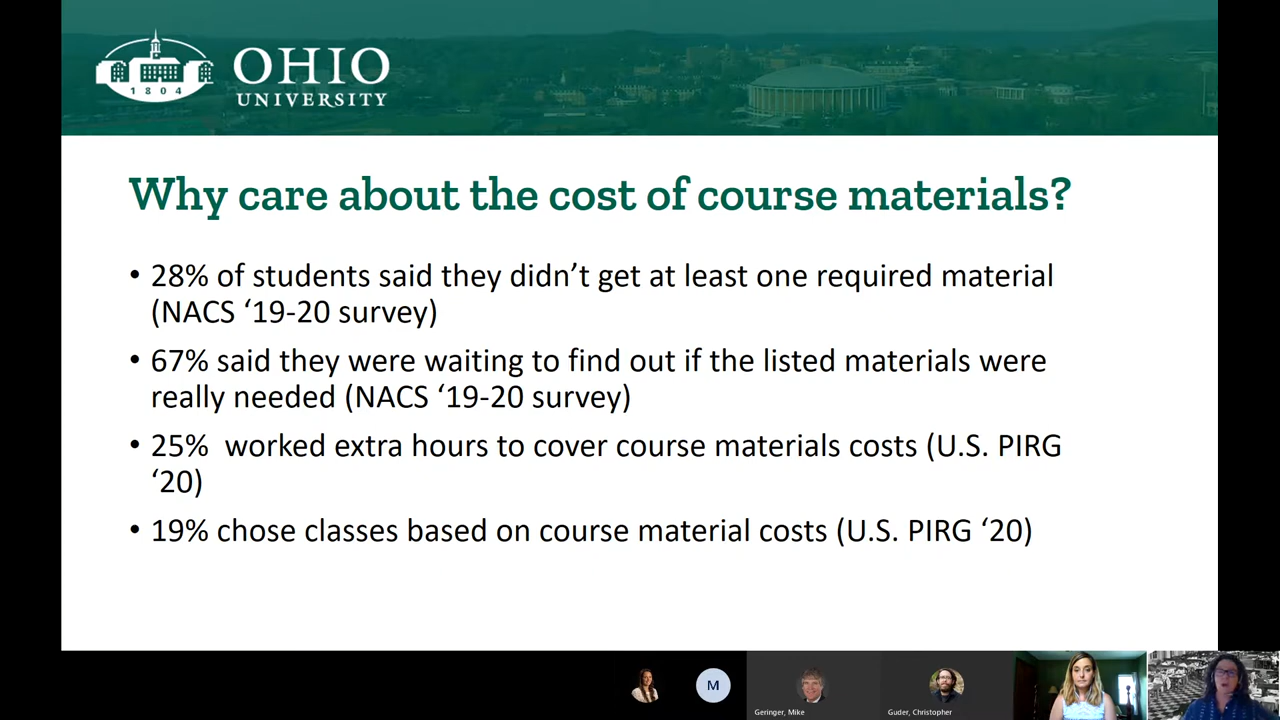 1804
OHIO
UNIVERSITY
Why care about the cost of course materials?
• 28% of students said they didn’t get at least one required material
(NACS ‘19-20 survey)
• 67% said they were waiting to find out if the listed materials were
really needed (NACS ‘19-20 survey)
• 25%  worked extra hours to cover course materials costs (U.S. PIRG
‘20)
• 19% chose classes based on course material costs (U.S. PIRG ‘20)
M
Geringer, Mike
Guder, Christopher